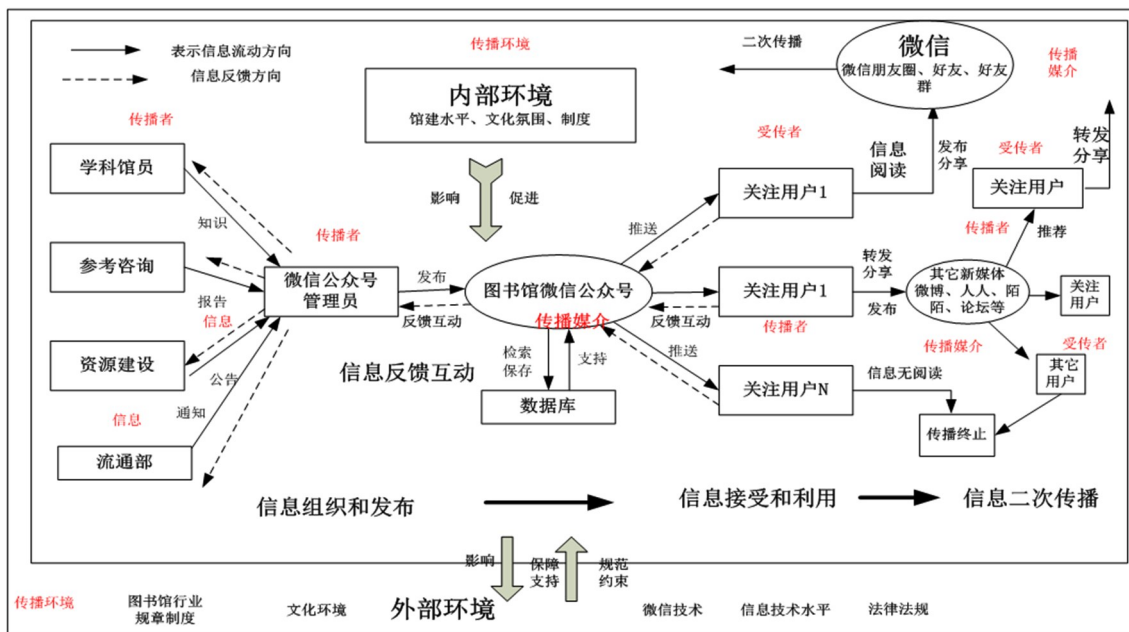 表示信息流动方向
信息反馈方向
传播环境
内部环境
馆建水平、文化氛围、制度
二次传播
微信
微信朋友圈、好友、好友
群
传播
媒介
传播者
学科馆员
知识
参考咨询
报告
信息
资源建设
公告
信息
通知
流通部
传播者
微信公众号
管理员
发布
反馈互动
信息反馈互动
影响
促进
图书馆微信公众号
传播媒介
检索
保存
支持
数据库
推送
反馈互动
推送
受传者
关注用户1
信息
阅读
发布
分享
关注用户1
传播者
转发
分享
发布
关注用户N
信息无阅读
传播终止
受传者
关注用户
转发
分享
传播者
推荐
其它新媒体
微博、人人、陌
陌、论坛等
关注
用户
传播媒介
受传者
其它
用户
信息组织和发布
信息接受和利用
信息二次传播
影响
保障
支持
规范
约束
传播环境
图书馆行业
规章制度
文化环境
外部环境
微信技术
信息技术水平
法律法规